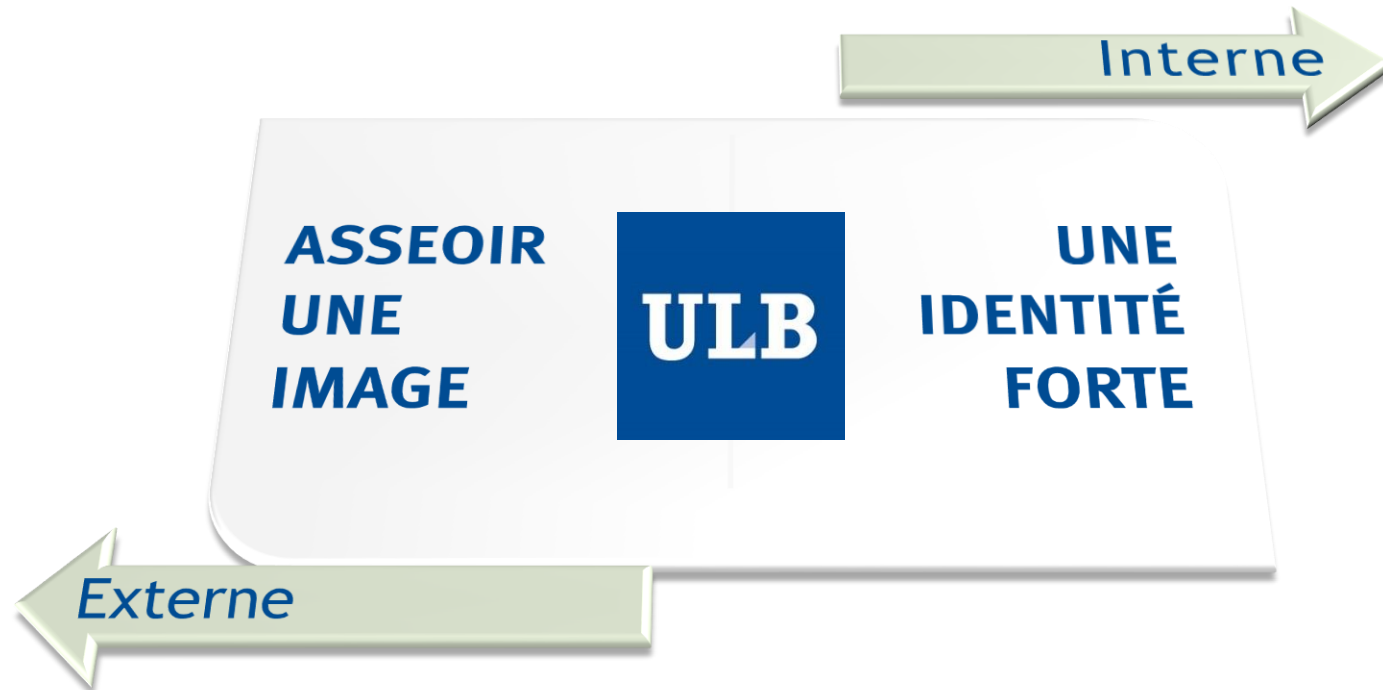 Interne
ASSEOIR
UNE
IMAGE
ULB
UNE
IDENTITÉ
FORTE
Externe